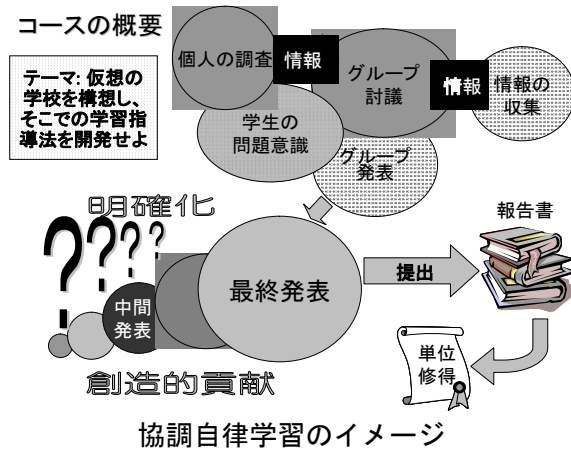 コースの概要
テーマ: 仮想の
学校を構想し、
そこでの学習指
導法を開発せよ
個人の調査
情報
グループ
討議
情報
情報の
収集
学生の
問題意識
グループ
発表
明確化
? ? ? ?
中間
発表
最終発表
創造的貢献
提出
報告書
単位
修得
協調自律学習のイメージ